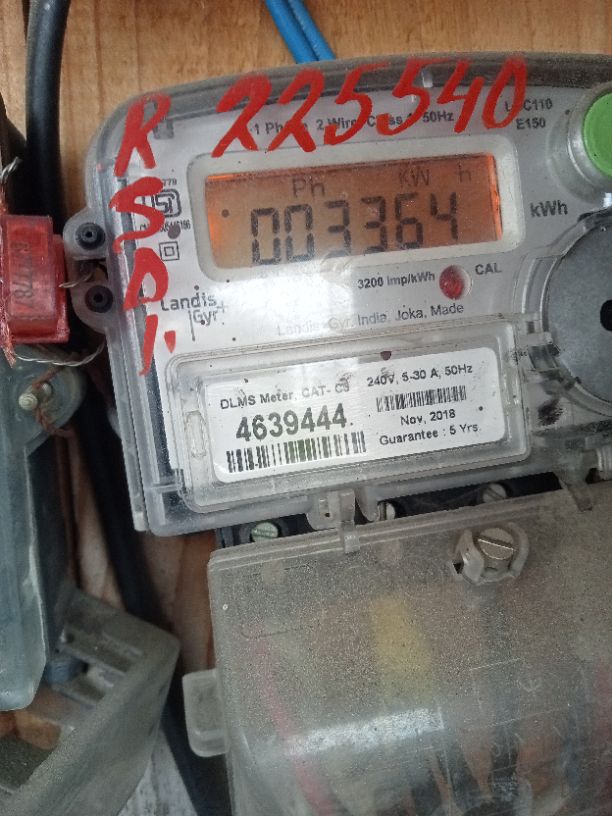 R 225540
S
D
1.
1 Ph 2 Wire, Class 50Hz
E150
Ph KW h
003364 kWh
3200 imp/kWh CAL
Landis+
Gyr
Landis+Gyr, India, Joka, Made
DLMS Meter, CAT- C3 240V, 5-30 A, 50Hz
4639444
Nov, 2018
Guarantee : 5 Yrs.